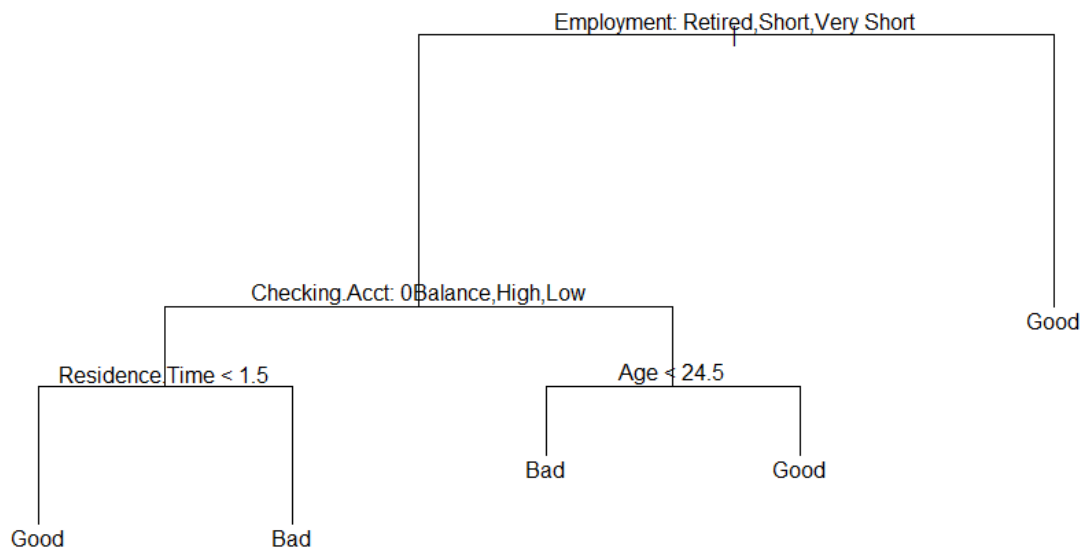 Employment: Retired,Short,Very Short
Checking.Acct: 0Balance,High,Low
Good
Residence.Time < 1.5
Age < 24.5
Bad
Good
Good
Bad